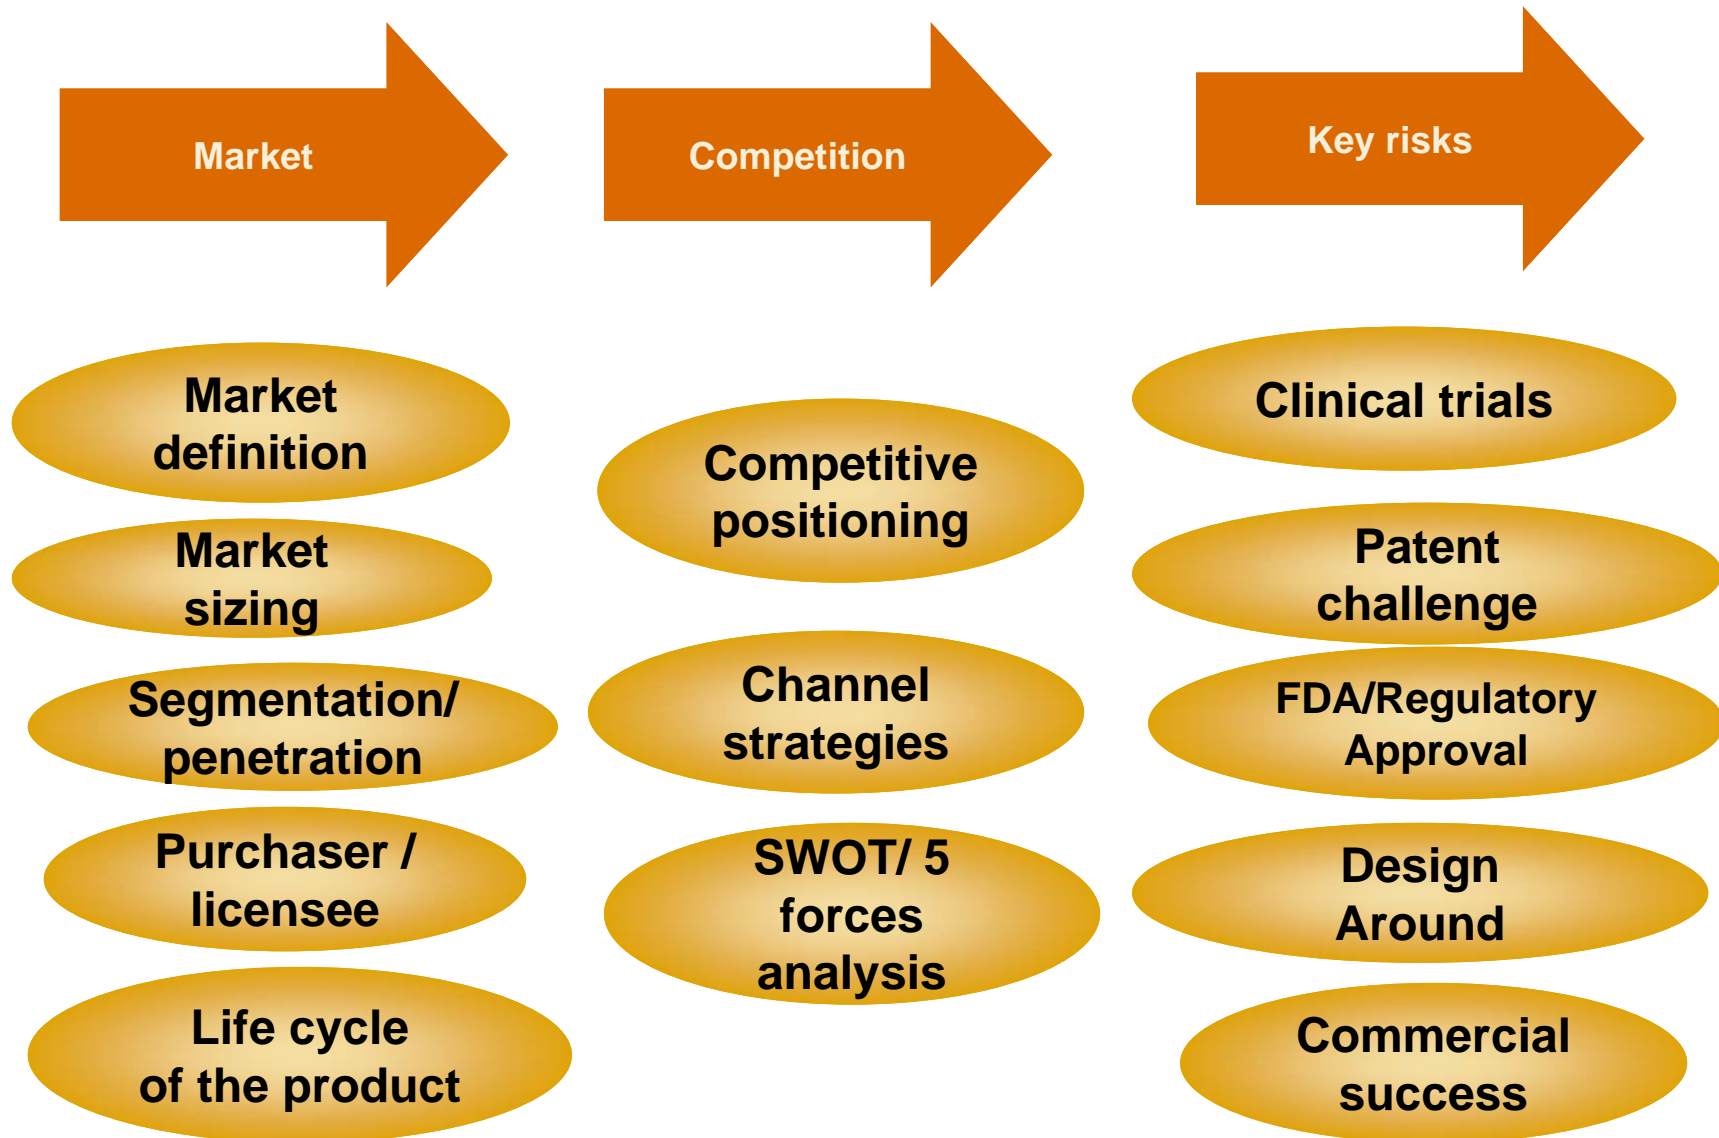 Market
Competition
Key risks
Market
definition
Market
sizing
Segmentation/
penetration
Purchaser /
licensee
Life cycle
of the product
Competitive
positioning
Channel
strategies
SWOT/ 5
forces
analysis
Clinical trials
Patent
challenge
FDA/Regulatory
Approval
Design
Around
Commercial
success